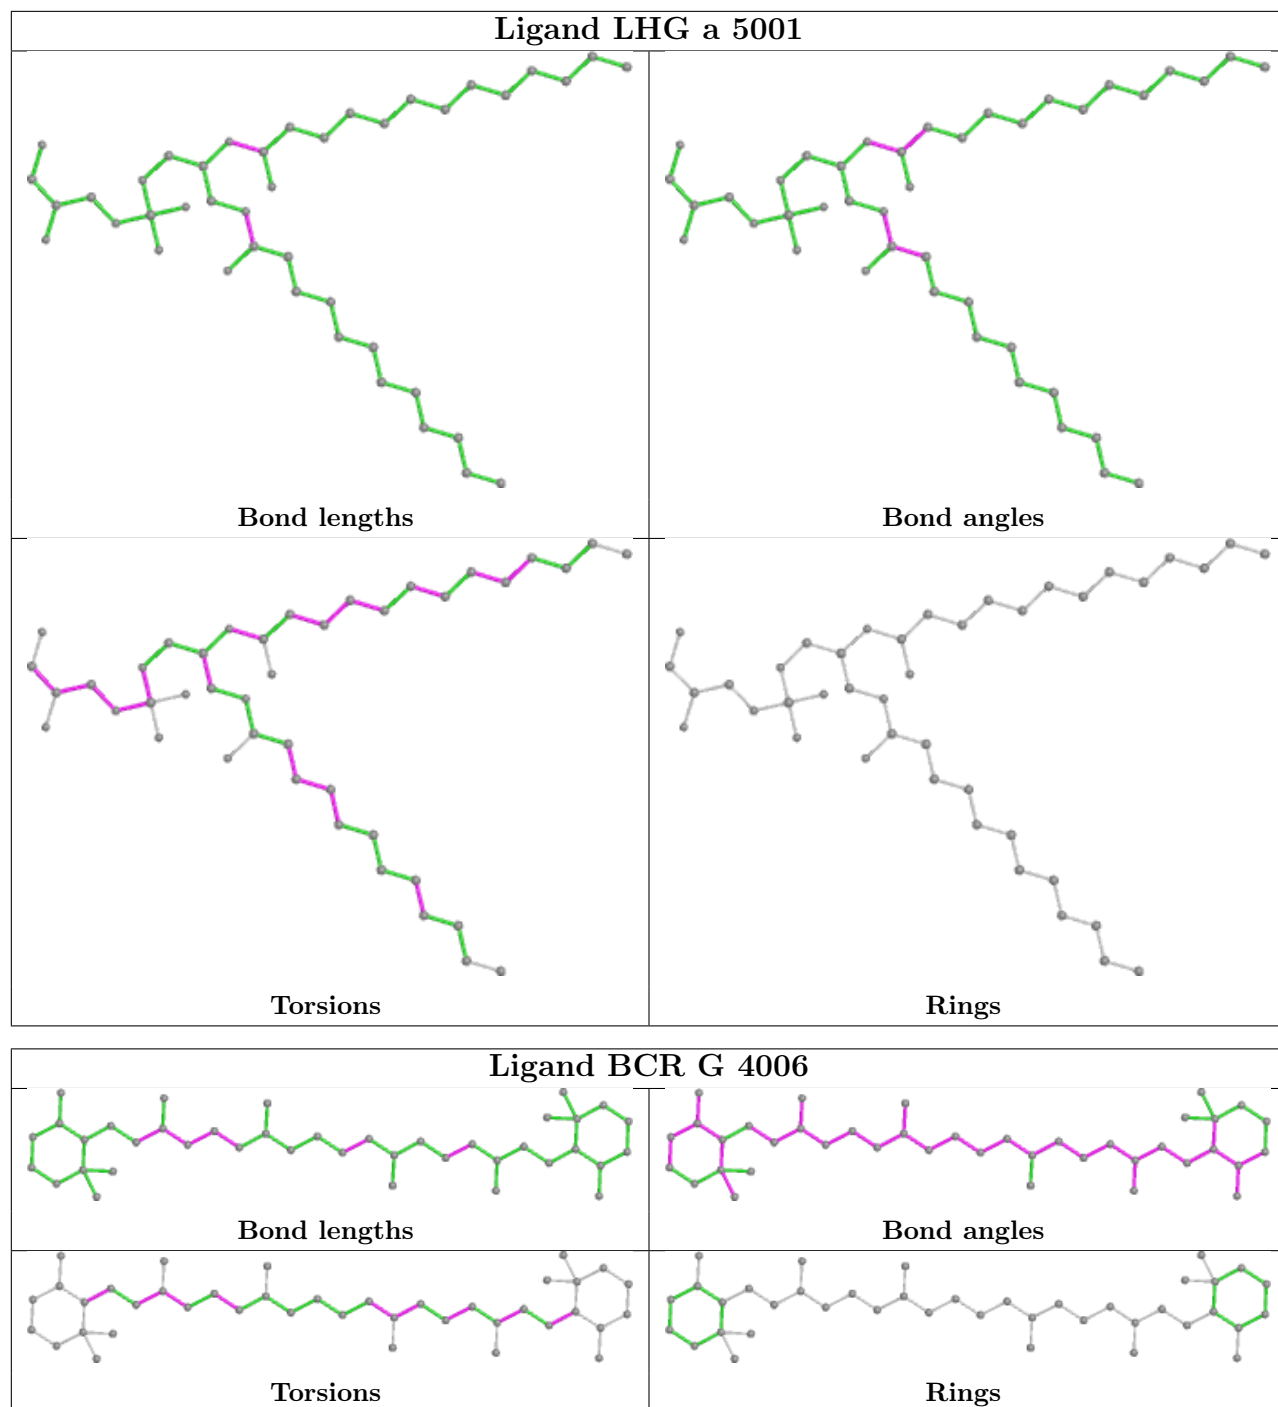 Ligand LHG a 5001
Bond lengths
Bond angles
Torsions
Rings
Ligand BCR G 4006
Bond lengths
Bond angles
Torsions
Rings